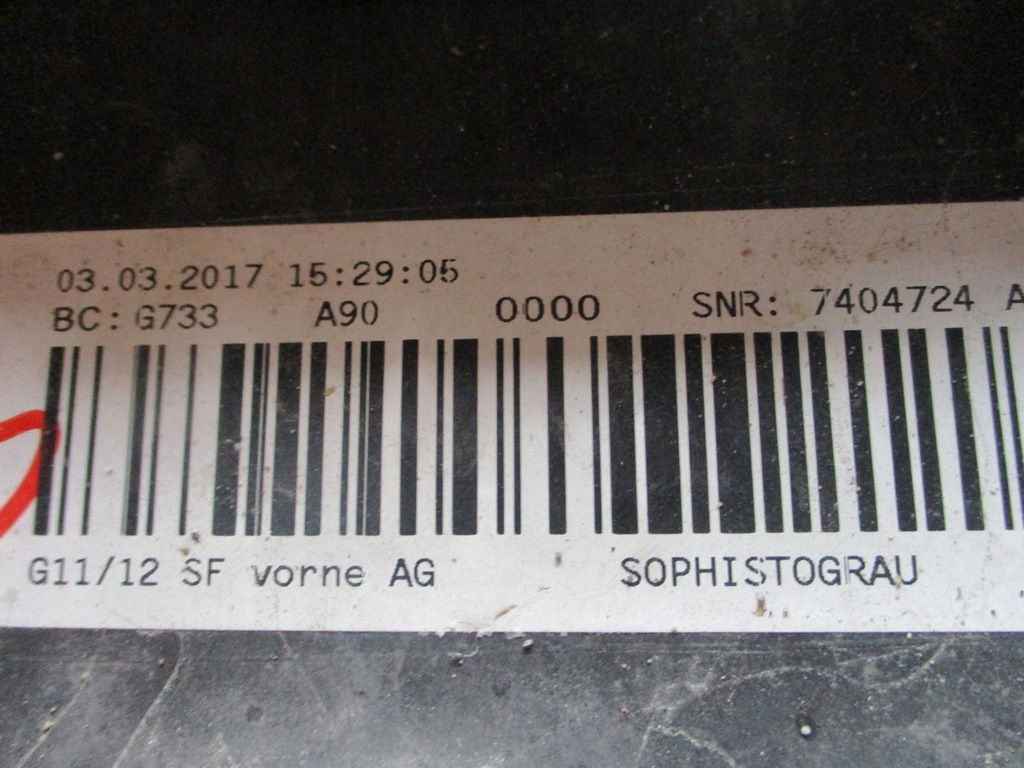 03.03.2017 15:29:05
BC: G733 A90 0000 SNR: 7404724 A
G11/12 SF vorne AG SOPHISTOGRAU